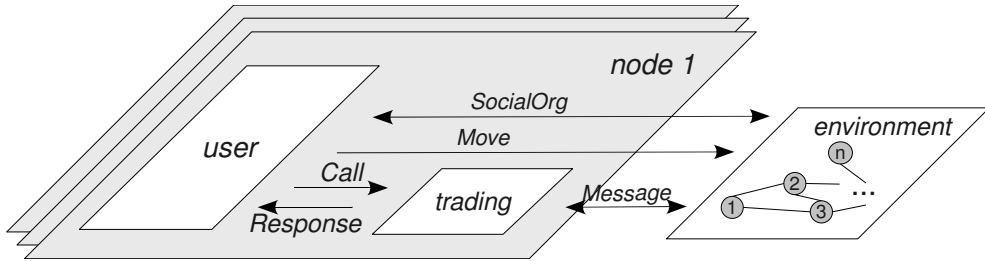 node 1
SocialOrg
environment
user
Move
n
Call
trading
Message
2
...
1
3
Response